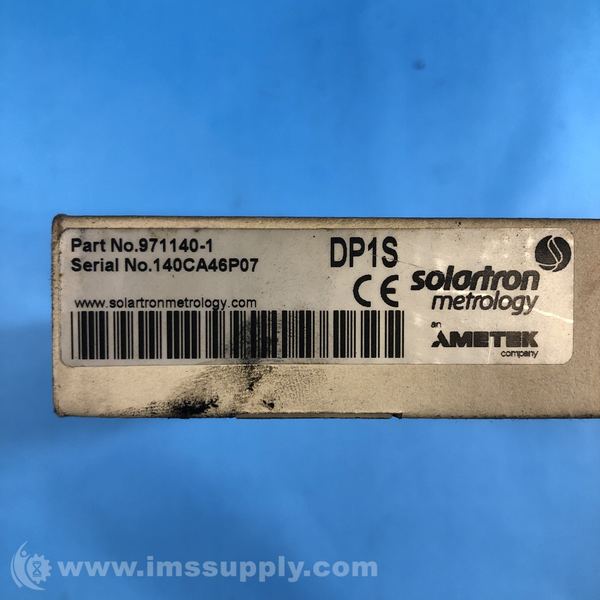 Part No.971140-1
Serial No.140CA46P07
DP1S
CE
www.solartronmetrology.com
solartron
metrology
an
AMETEK
company
www.imssupply.com